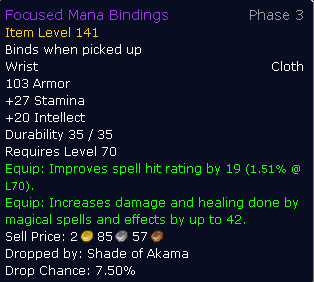 Focused Mana Bindings Phase 3
Item Level 141
Binds when picked up
Wrist Cloth
103 Armor
+27 Stamina
+20 Intellect
Durability 35 / 35
Requires Level 70
Equip: Improves spell hit rating by 19 (1.51% @
L70).
Equip: Increases damage and healing done by
magical spells and effects by up to 42.
Sell Price: 2 85 57
Dropped by: Shade of Akama
Drop Chance: 7.50%